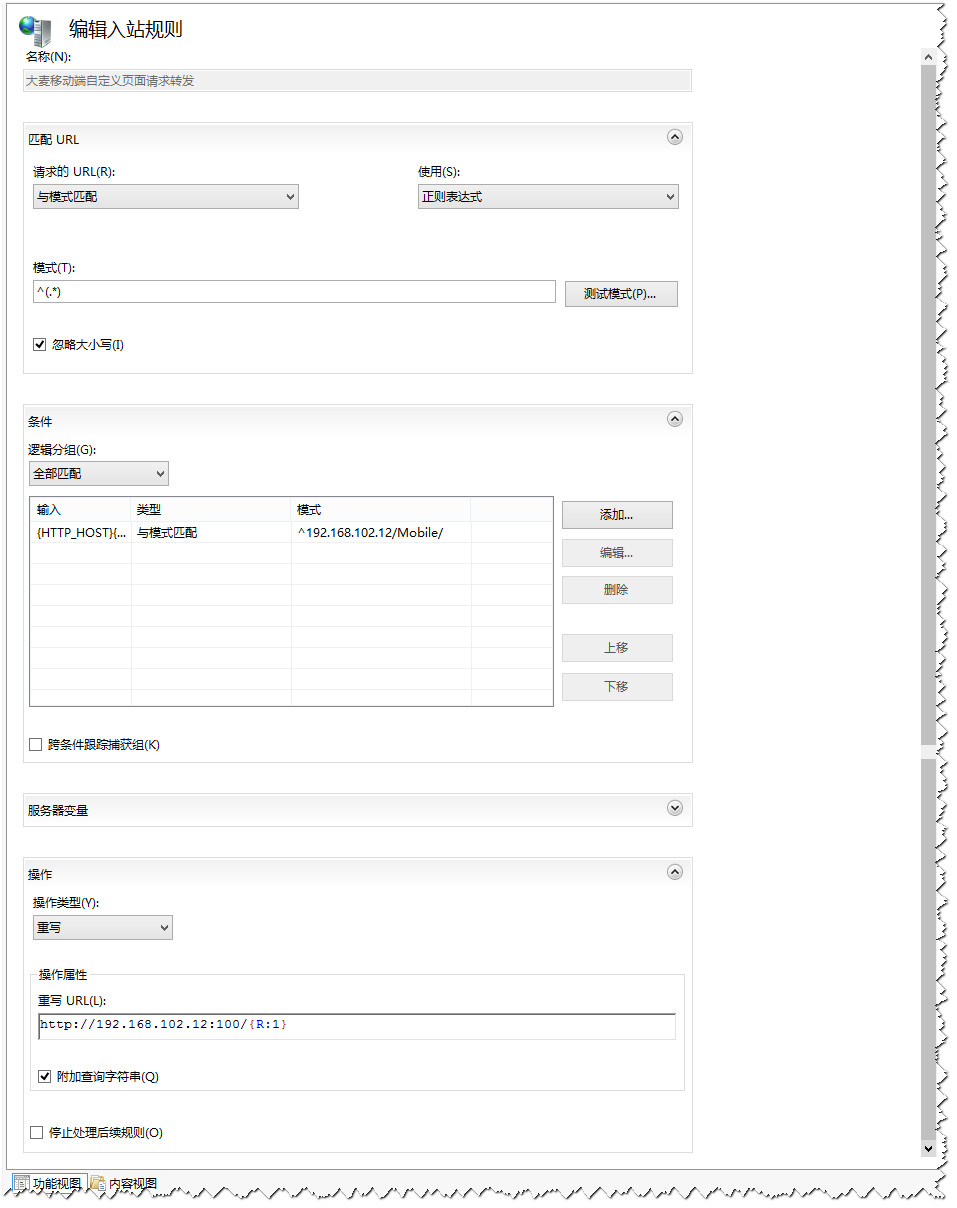 编辑入站规则
名称(N):
大麦移动端自定义页面请求转发
匹配 URL
请求的 URL(R): 使用(S):
与模式匹配 正则表达式
模式(T):
^(.*) 测试模式(P)...
忽略大小写(I)
条件
逻辑分组(G):
全部匹配
输入 类型 模式 添加...
{HTTP_HOST}{... 与模式匹配 ^192.168.102.12/Mobile/
编辑...
删除
上移
下移
跨条件跟踪捕获组(K)
服务器变量
操作
操作类型(Y):
重写
操作属性
重写 URL(L):
http://192.168.102.12:100/{R:1}
附加查询字符串(Q)
停止处理后续规则(O)
功能视图 内容视图